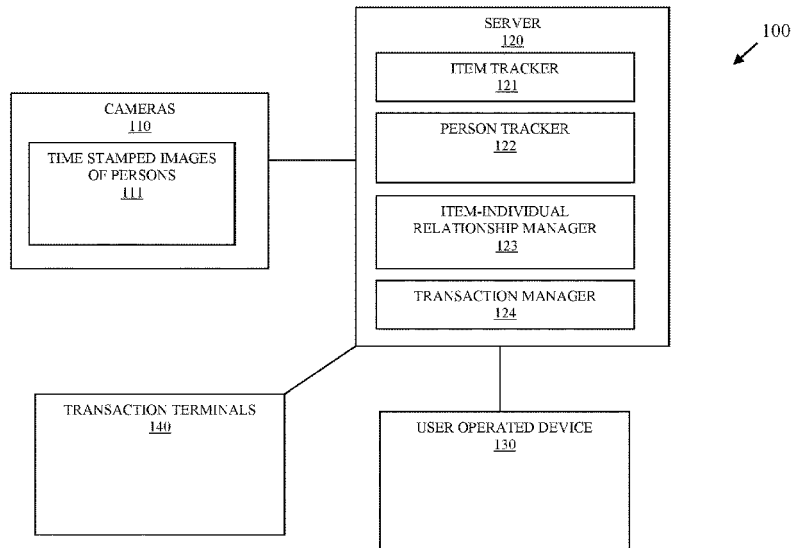 SERVER
120
ITEM TRACKER
121
PERSON TRACKER
122
ITEM-INDIVIDUAL
RELATIONSHIP MANAGER
123
TRANSACTION MANAGER
124
100
CAMERAS
110
TIME STAMPED IMAGES
OF PERSONS
111
TRANSACTION TERMINALS
140
USER OPERATED DEVICE
130